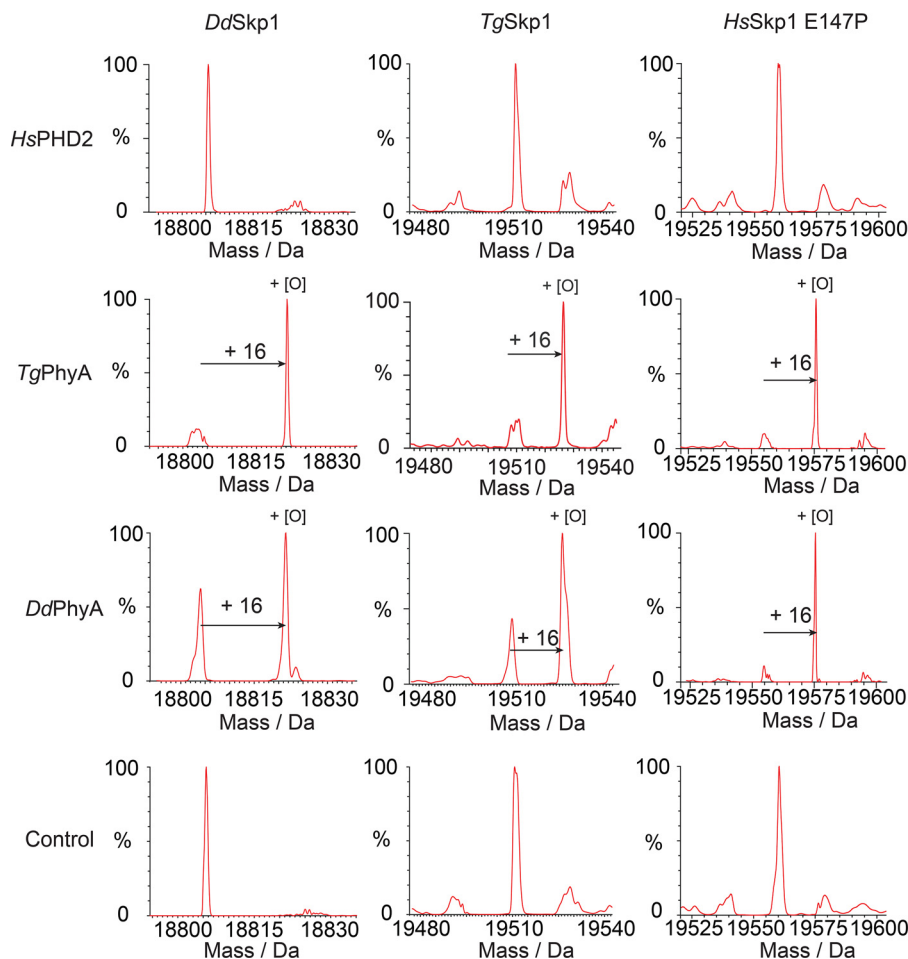 DdSkp1 TgSkp1 HsSkp1 E147P
HsPHD2
100 % 0
18800 18815 18830
Mass / Da
100 % 0
19480 19510 19540
Mass / Da
100 % 0
19525 19550 19575 19600
Mass / Da
TgPhyA
+ [O]
100 % 0
+ 16
18800 18815 18830
Mass / Da
+ [O]
100 % 0
+ 16
19480 19510 19540
Mass / Da
+ [O]
100 % 0
+ 16
19525 19550 19575 19600
Mass / Da
DdPhyA
+ [O]
100 % 0
+ 16
18800 18815 18830
Mass / Da
+ [O]
100 % 0
+ 16
19480 19510 19540
Mass / Da
+ [O]
100 % 0
+ 16
19525 19550 19575 19600
Mass / Da
Control
100 % 0
18800 18815 18830
Mass / Da
100 % 0
19480 19510 19540
Mass / Da
100 % 0
19525 19550 19575 19600
Mass / Da